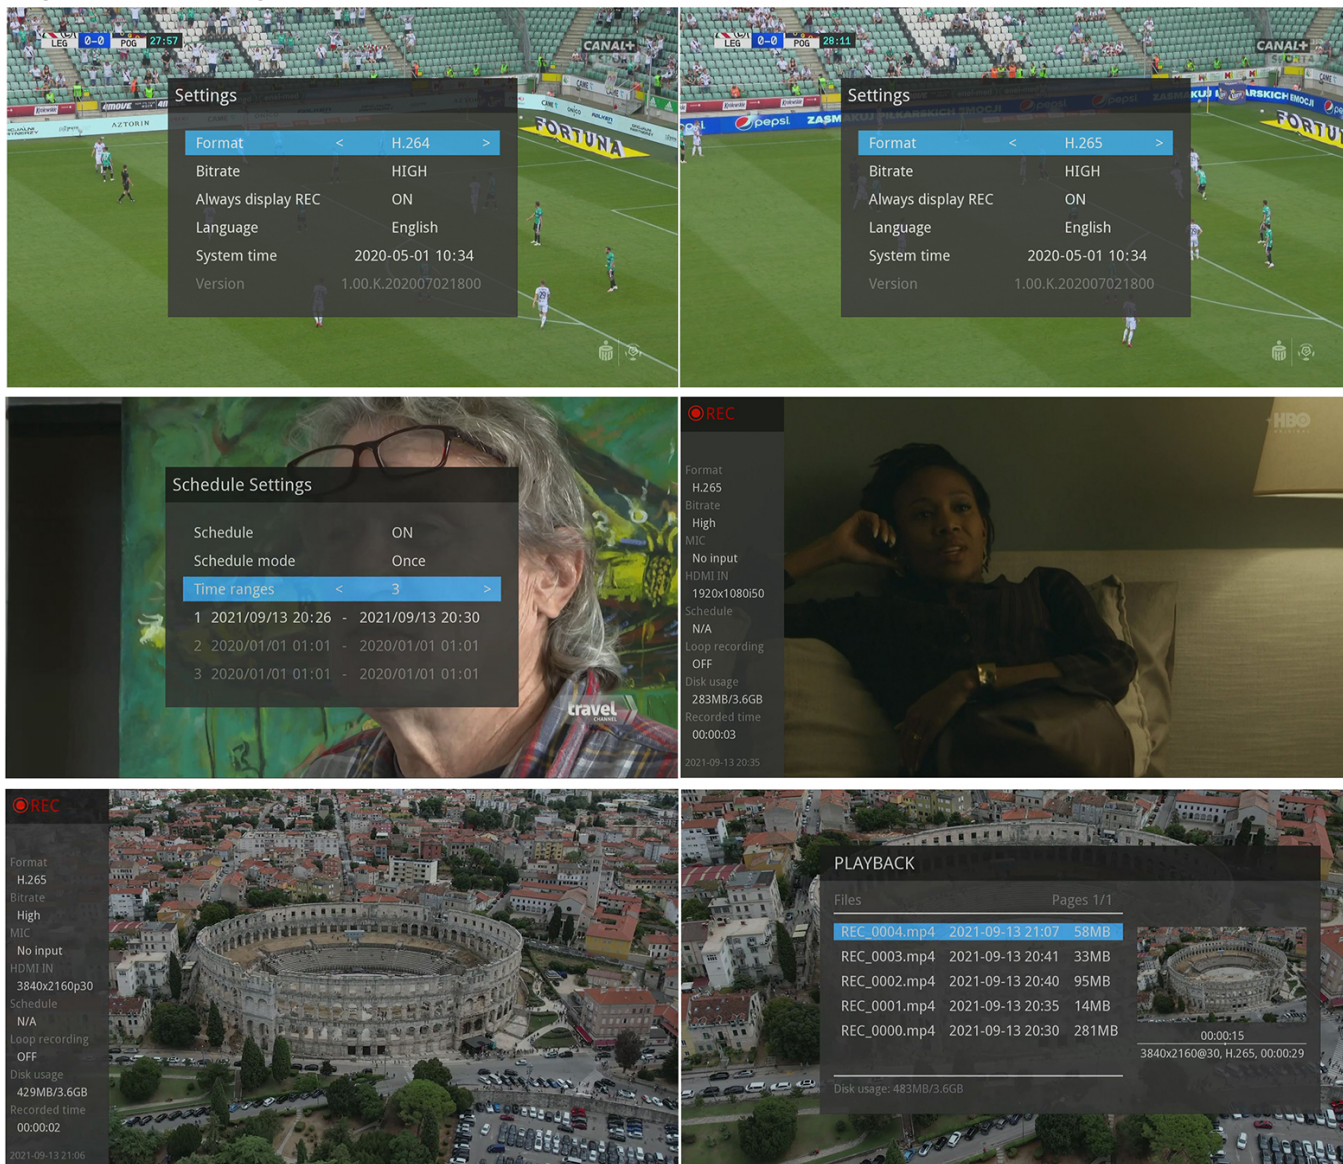 LEG 0-0 POG 27:57
CANAL+
SPORT
AZTORIN
FORTUNA
Settings
Format < H.264 >
Bitrate HIGH
Always display REC ON
Language English
System time 2020-05-01 10:34
Version 1.00.K.202007021800
LEG 0-0 POG 28:11
CANAL+
SPORT4
pepsi
pepsi
pepsi
Settings
Format < H.265 >
Bitrate HIGH
Always display REC ON
Language English
System time 2020-05-01 10:34
Version 1.00.K.202007021800
Schedule Settings
Schedule ON
Schedule mode Once
Time ranges < 3 >
1 2021/09/13 20:26 - 2021/09/13 20:30
2 2020/01/01 01:01 - 2020/01/01 01:01
3 2020/01/01 01:01 - 2020/01/01 01:01
travel
CHANNEL
REC
HBO
Format
H.265
Bitrate
High
MIC
No input
HDMI IN
1920x1080i50
Schedule
N/A
Loop recording
OFF
Disk usage
283MB/3.6GB
Recorded time
00:00:03
2021-09-13 20:35
REC
Format
H.265
Bitrate
High
MIC
No input
HDMI IN
3840x2160p30
Schedule
N/A
Loop recording
OFF
Disk usage
429MB/3.6GB
Recorded time
00:00:02
2021-09-13 21:06
PLAYBACK
Files Pages 1/1
REC_0004.mp4 2021-09-13 21:07 58MB
REC_0003.mp4 2021-09-13 20:41 33MB
REC_0002.mp4 2021-09-13 20:40 95MB
REC_0001.mp4 2021-09-13 20:35 14MB
REC_0000.mp4 2021-09-13 20:30 281MB
00:00:15
3840x2160@30, H.265, 00:00:29
Disk usage: 483MB/3.6GB